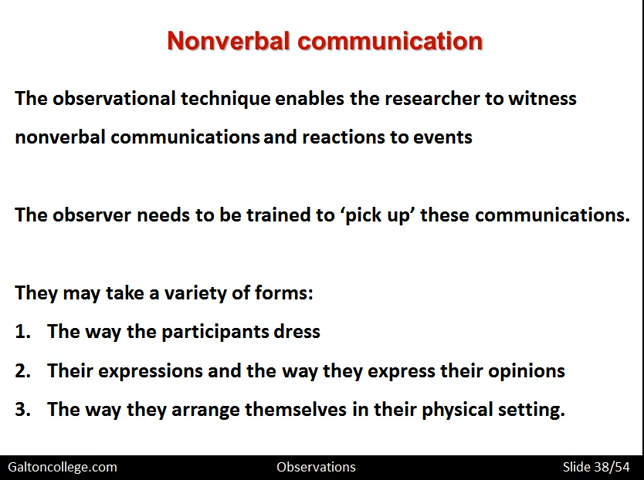 Nonverbal communication
The observational technique enables the researcher to witness
nonverbal communications and reactions to events
The observer needs to be trained to ‘pick up’ these communications.
They may take a variety of forms:
1. The way the participants dress
2. Their expressions and the way they express their opinions
3. The way they arrange themselves in their physical setting.
Galtoncollege.com Observations Slide 38/54